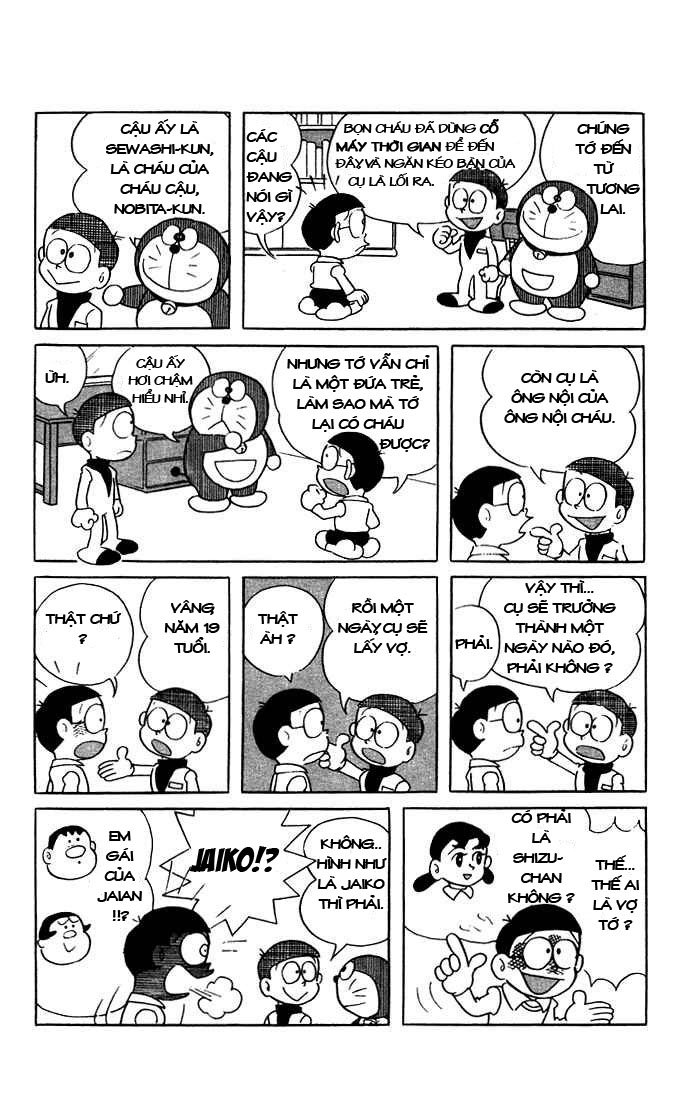 CHÚNG
TỚ ĐẾN
TỪ
TƯƠNG
LAI.
BỌN CHÁU ĐÃ DÙNG CỖ
MÁY THỜI GIAN ĐỂ ĐẾN
ĐÂY, VÀ NGĂN KÉO BÀN CỦA
CỤ LÀ LỐI RA.
CÁC
CẬU
ĐANG
NÓI GÌ
VẬY?
CẬU ẤY LÀ
SEWASHI-KUN,
LÀ CHÁU CỦA
CHÁU CẬU,
NOBITA-KUN.
CÒN CỤ LÀ
ÔNG NỘI CỦA
ÔNG NỘI CHÁU.
NHƯNG TỚ VẪN CHỈ
LÀ MỘT ĐỨA TRẺ,
LÀM SAO MÀ TỚ
LẠI CÓ CHÁU
ĐƯỢC?
CẬU ẤY
HƠI CHẬM
HIỂU NHỈ.
ỪH.
VẬY THÌ...
CỤ SẼ TRƯỞNG
THÀNH MỘT
NGÀY NÀO ĐÓ,
PHẢI KHÔNG ?
PHẢI.
RỒI MỘT
NGÀY, CỤ SẼ
LẤY VỢ.
THẬT
ÀH ?
VÂNG,
NĂM 19
TUỔI.
THẬT CHỨ
?
THẾ...
THẾ AI
LÀ VỢ
TỚ ?
CÓ PHẢI
LÀ
SHIZU-
CHAN
KHÔNG ?
KHÔNG..
HÌNH NHƯ
LÀ JAIKO
THÌ PHẢI.
JAIKO!?
EM
GÁI
CỦA
JAIAN
!!?